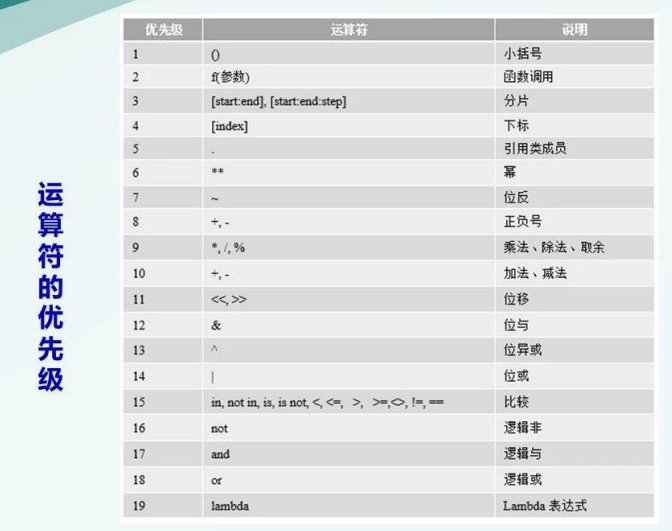 运算符的优先级
优先级 运算符 说明
1 () 小括号
2 f(参数) 函数调用
3 [start:end], [start:end:step] 分片
4 [index] 下标
5 . 引用类成员
6 ** 幂
7 ~ 位反
8 +, - 正负号
9 *, /, % 乘法、除法、取余
10 +, - 加法、减法
11 <<, >> 位移
12 & 位与
13 ^ 位异或
14 | 位或
15 in, not in, is, is not, <, <=, >, >=,<>, !=, == 比较
16 not 逻辑非
17 and 逻辑与
18 or 逻辑或
19 lambda Lambda 表达式